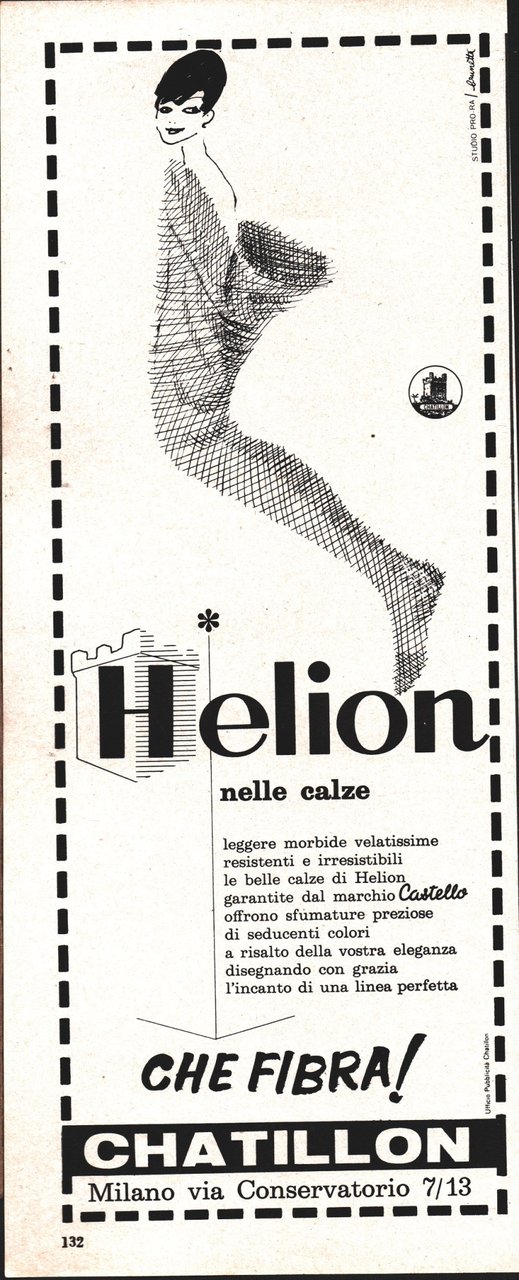 STUDIO PRO-RA / brunetta
CHATILLON
*
Helion
nelle calze
leggere morbide velatissime
resistenti e irresistibili
le belle calze di Helion
garantite dal marchio Castello
offrono sfumature preziose
di seducenti colori
a risalto della vostra eleganza
disegnando con grazia
l'incanto di una linea perfetta
CHE FIBRA!
Ufficio Pubblicità Chatillon
CHATILLON
Milano via Conservatorio 7/13
132